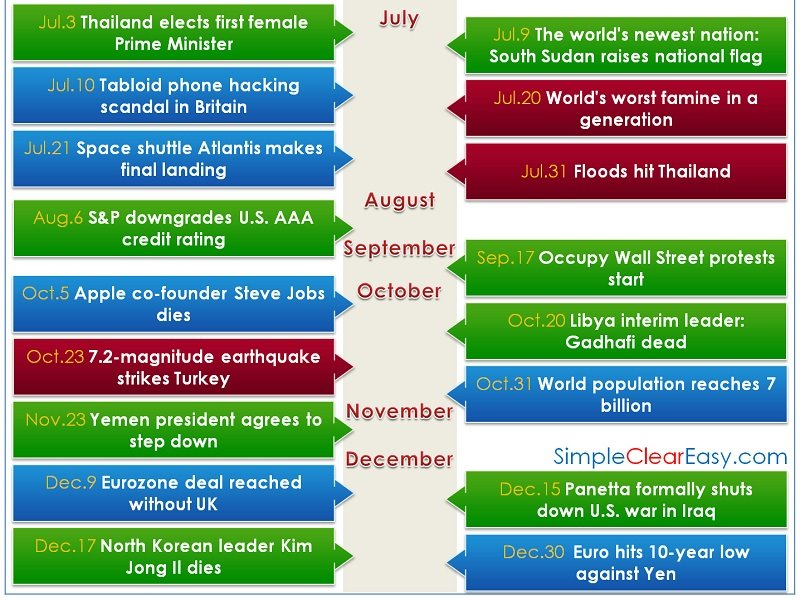 July
Jul.3 Thailand elects first female
Prime Minister
Jul.9 The world's newest nation:
South Sudan raises national flag
Jul.10 Tabloid phone hacking
scandal in Britain
Jul.20 World's worst famine in a
generation
Jul.21 Space shuttle Atlantis makes
final landing
Jul.31 Floods hit Thailand
August
Aug.6 S&P downgrades U.S. AAA
credit rating
September
Sep.17 Occupy Wall Street protests
start
October
Oct.5 Apple co-founder Steve Jobs
dies
Oct.20 Libya interim leader:
Gadhafi dead
Oct.23 7.2-magnitude earthquake
strikes Turkey
Oct.31 World population reaches 7
billion
November
Nov.23 Yemen president agrees to
step down
December
SimpleClearEasy.com
Dec.9 Eurozone deal reached
without UK
Dec.15 Panetta formally shuts
down U.S. war in Iraq
Dec.17 North Korean leader Kim
Jong Il dies
Dec.30 Euro hits 10-year low
against Yen